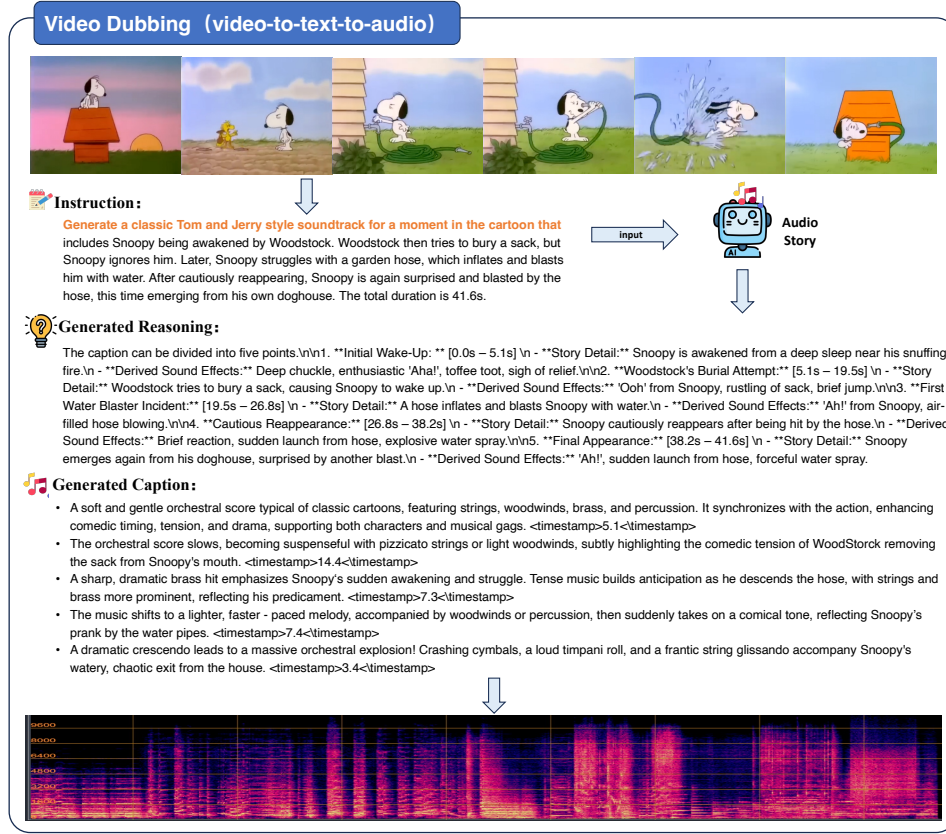 Video Dubbing（video-to-text-to-audio）
Instruction：
Generate a classic Tom and Jerry style soundtrack for a moment in the cartoon that
includes Snoopy being awakened by Woodstock. Woodstock then tries to bury a sack, but
Snoopy ignores him. Later, Snoopy struggles with a garden hose, which inflates and blasts
him with water. After cautiously reappearing, Snoopy is again surprised and blasted by the
hose, this time emerging from his own doghouse. The total duration is 41.6s.
input
AI
Audio
Story
Generated Reasoning：
The caption can be divided into five points.\n\n1. **Initial Wake-Up: ** [0.0s – 5.1s] \n - **Story Detail:** Snoopy is awakened from a deep sleep near his snuffing
fire.\n - **Derived Sound Effects:** Deep chuckle, enthusiastic 'Aha!', toffee toot, sigh of relief.\n\n2. **Woodstock's Burial Attempt:** [5.1s – 19.5s] \n - **Story
Detail:** Woodstock tries to bury a sack, causing Snoopy to wake up.\n - **Derived Sound Effects:** 'Ooh' from Snoopy, rustling of sack, brief jump.\n\n3. **First
Water Blaster Incident:** [19.5s – 26.8s] \n - **Story Detail:** A hose inflates and blasts Snoopy with water.\n - **Derived Sound Effects:** 'Ah!' from Snoopy, air-
filled hose blowing.\n\n4. **Cautious Reappearance:** [26.8s – 38.2s] \n - **Story Detail:** Snoopy cautiously reappears after being hit by the hose.\n - **Derived
Sound Effects:** Brief reaction, sudden launch from hose, explosive water spray.\n\n5. **Final Appearance:** [38.2s – 41.6s] \n - **Story Detail:** Snoopy
emerges again from his doghouse, surprised by another blast.\n - **Derived Sound Effects:** 'Ah!', sudden launch from hose, forceful water spray.
Generated Caption：
• A soft and gentle orchestral score typical of classic cartoons, featuring strings, woodwinds, brass, and percussion. It synchronizes with the action, enhancing
comedic timing, tension, and drama, supporting both characters and musical gags. <timestamp>5.1<\timestamp>
• The orchestral score slows, becoming suspenseful with pizzicato strings or light woodwinds, subtly highlighting the comedic tension of WoodStorck removing
the sack from Snoopy's mouth. <timestamp>14.4<\timestamp>
• A sharp, dramatic brass hit emphasizes Snoopy's sudden awakening and struggle. Tense music builds anticipation as he descends the hose, with strings and
brass more prominent, reflecting his predicament. <timestamp>7.3<\timestamp>
• The music shifts to a lighter, faster - paced melody, accompanied by woodwinds or percussion, then suddenly takes on a comical tone, reflecting Snoopy's
prank by the water pipes. <timestamp>7.4<\timestamp>
• A dramatic crescendo leads to a massive orchestral explosion! Crashing cymbals, a loud timpani roll, and a frantic string glissando accompany Snoopy's
watery, chaotic exit from the house. <timestamp>3.4<\timestamp>
9600
8000
6400
4800
3200